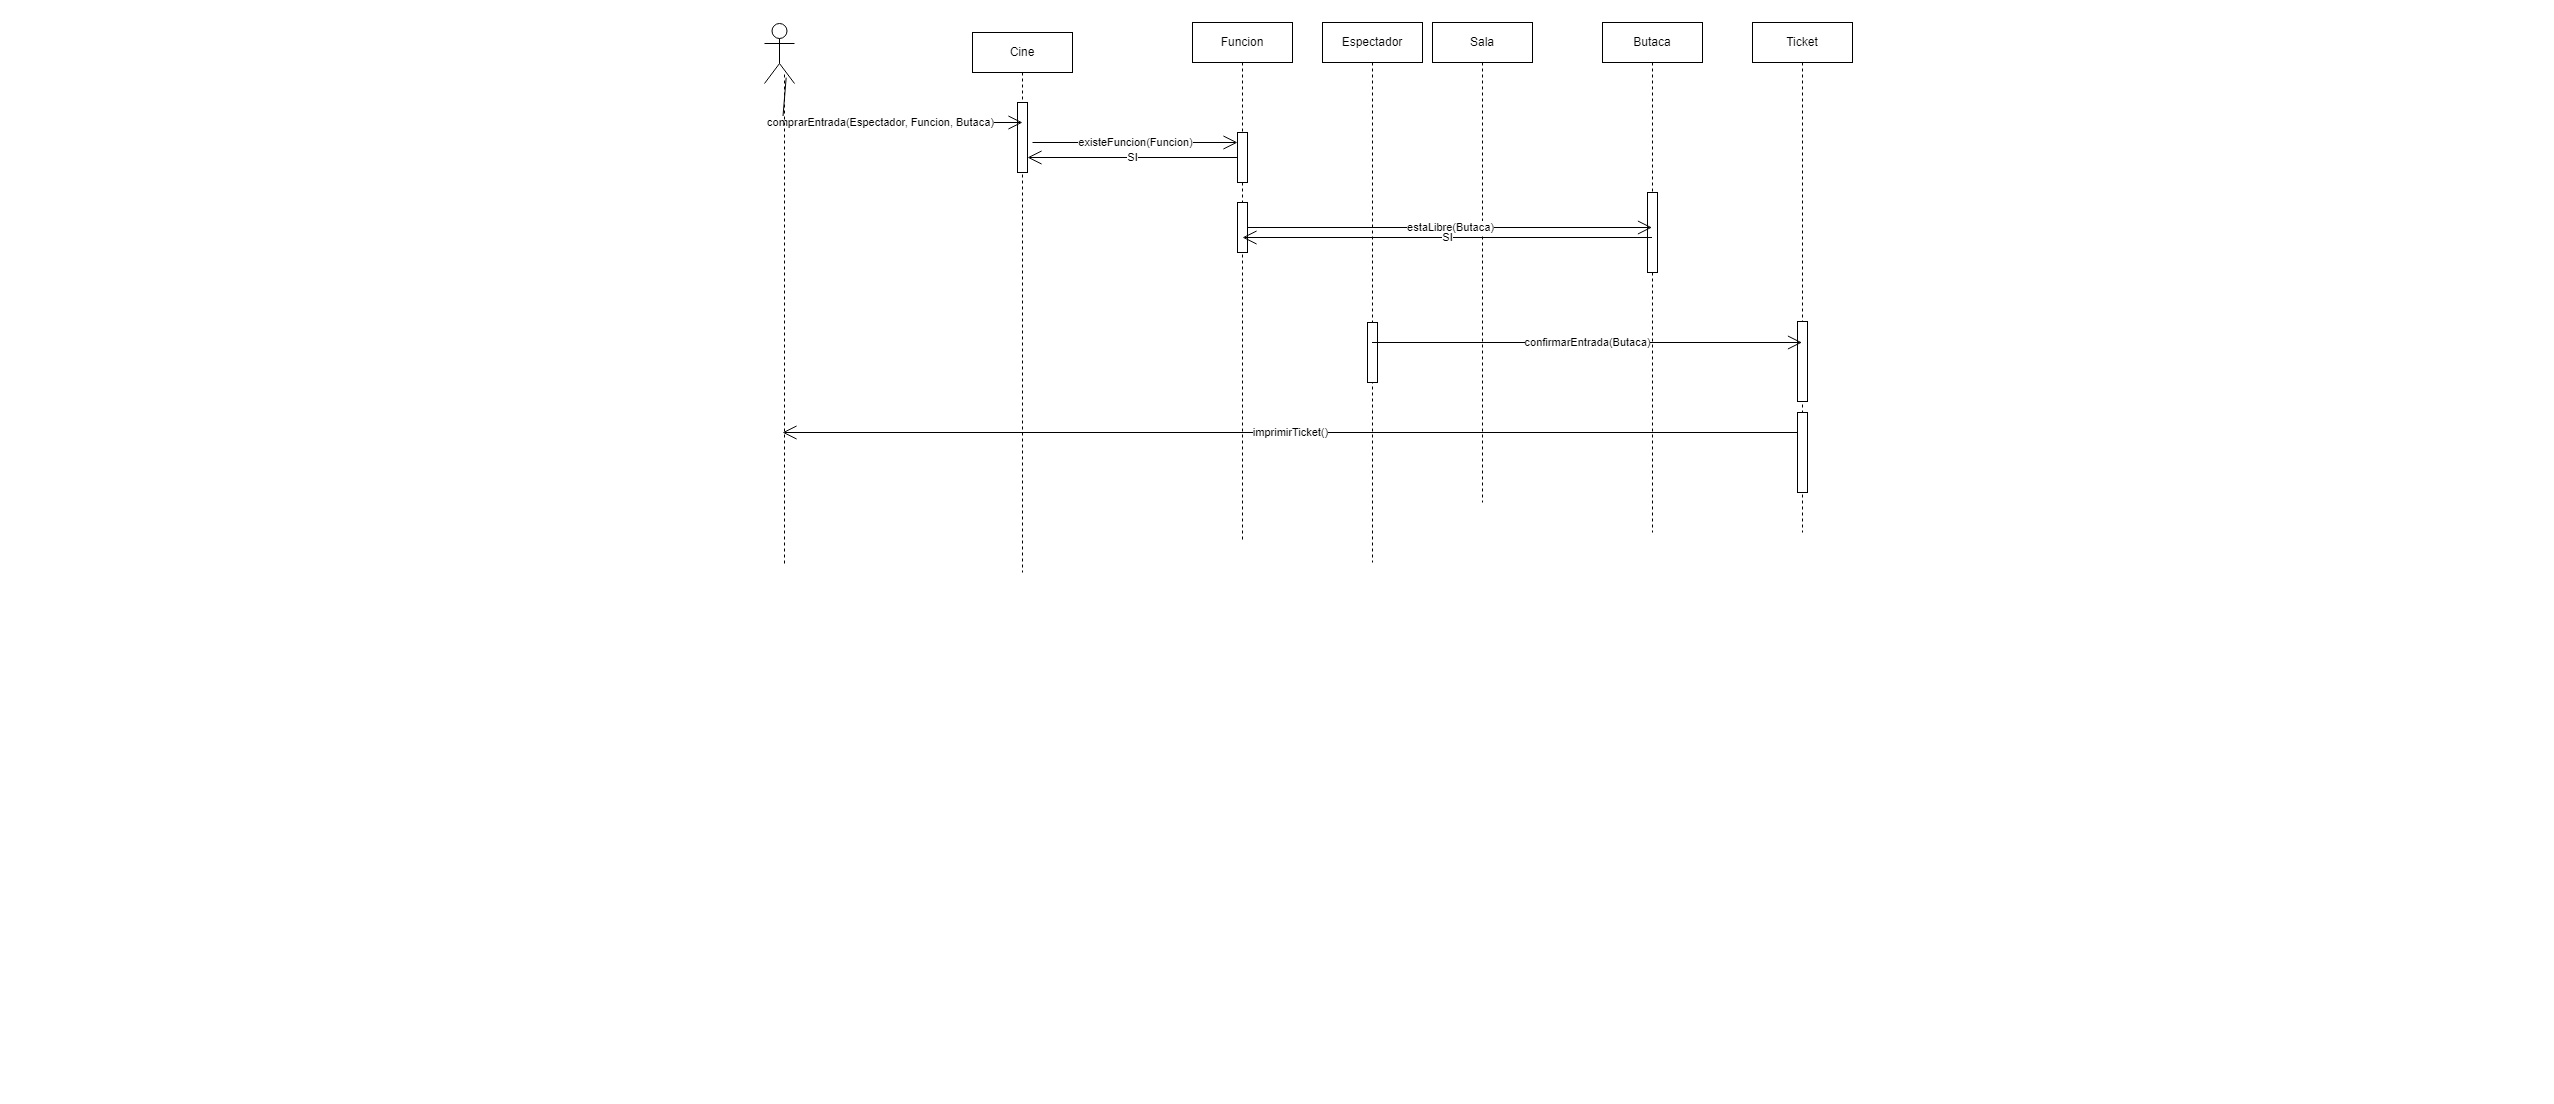 Cine
Funcion
Espectador
Sala
Butaca
Ticket
comprarEntrada(Espectador, Funcion, Butaca)
existeFuncion(Funcion)
SI
estaLibre(Butaca)
SI
confirmarEntrada(Butaca)
imprimirTicket()